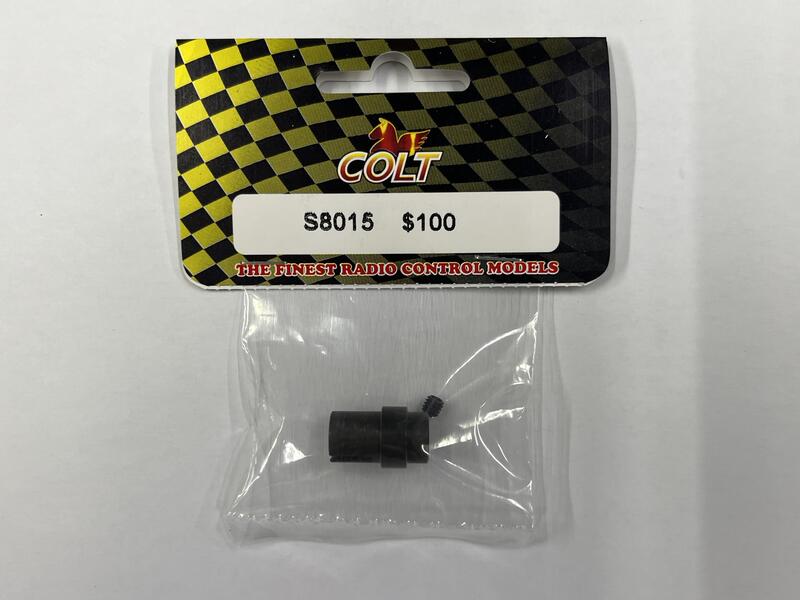 COLT
S8015 $100
THE FINEST RADIO CONTROL MODELS